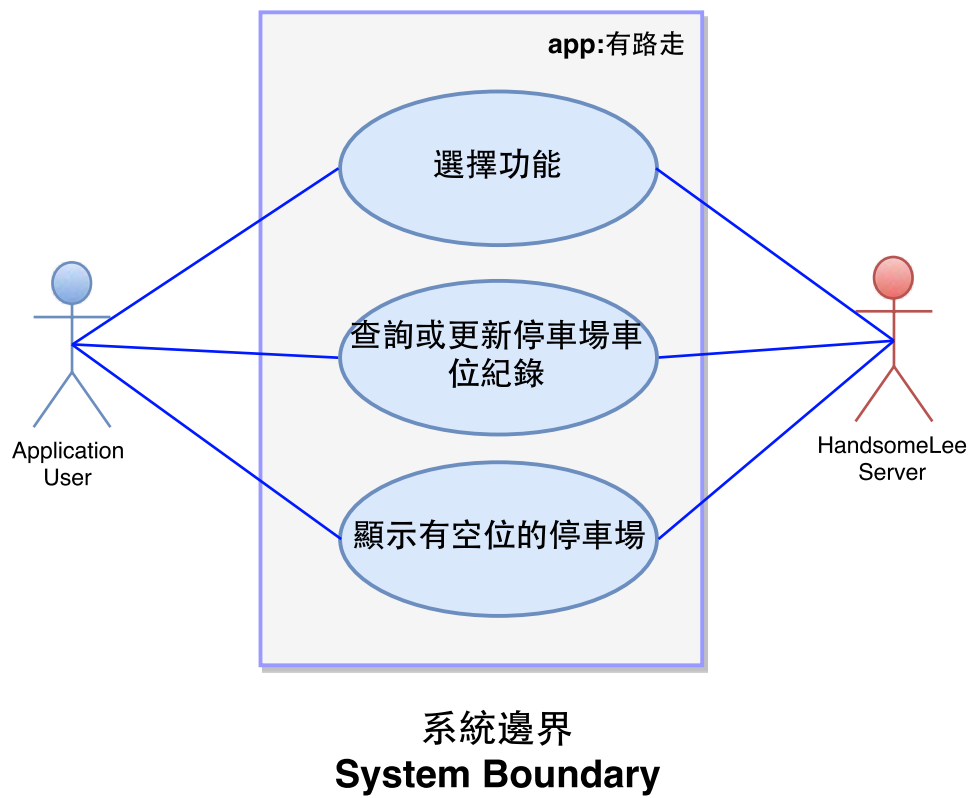 app:有路走
選擇功能
查詢或更新停車場車
位紀錄
顯示有空位的停車場
Application
User
HandsomeLee
Server
系統邊界
System Boundary